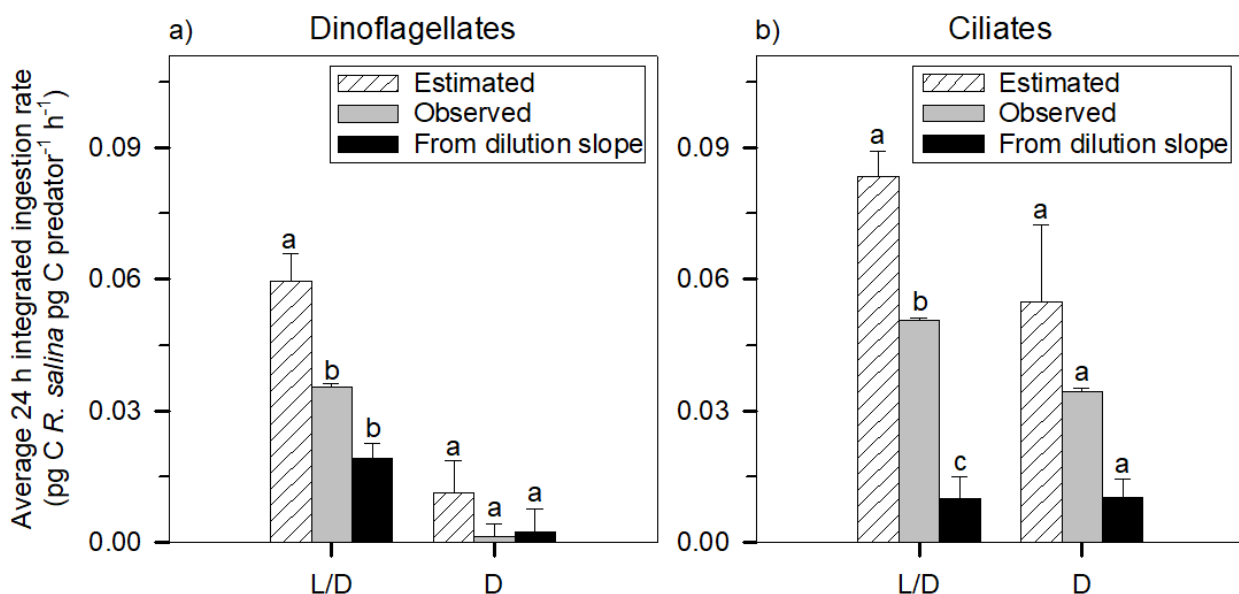 Average 24 h integrated ingestion rate
(pg C R. salina pg C predator⁻¹ h⁻¹)
a)
Dinoflagellates
Estimated
Observed
From dilution slope
0.09
0.06
0.03
0.00
a
b
b
a
a
a
L/D
D
b)
Ciliates
Estimated
Observed
From dilution slope
0.09
0.06
0.03
0.00
a
b
c
a
a
a
L/D
D